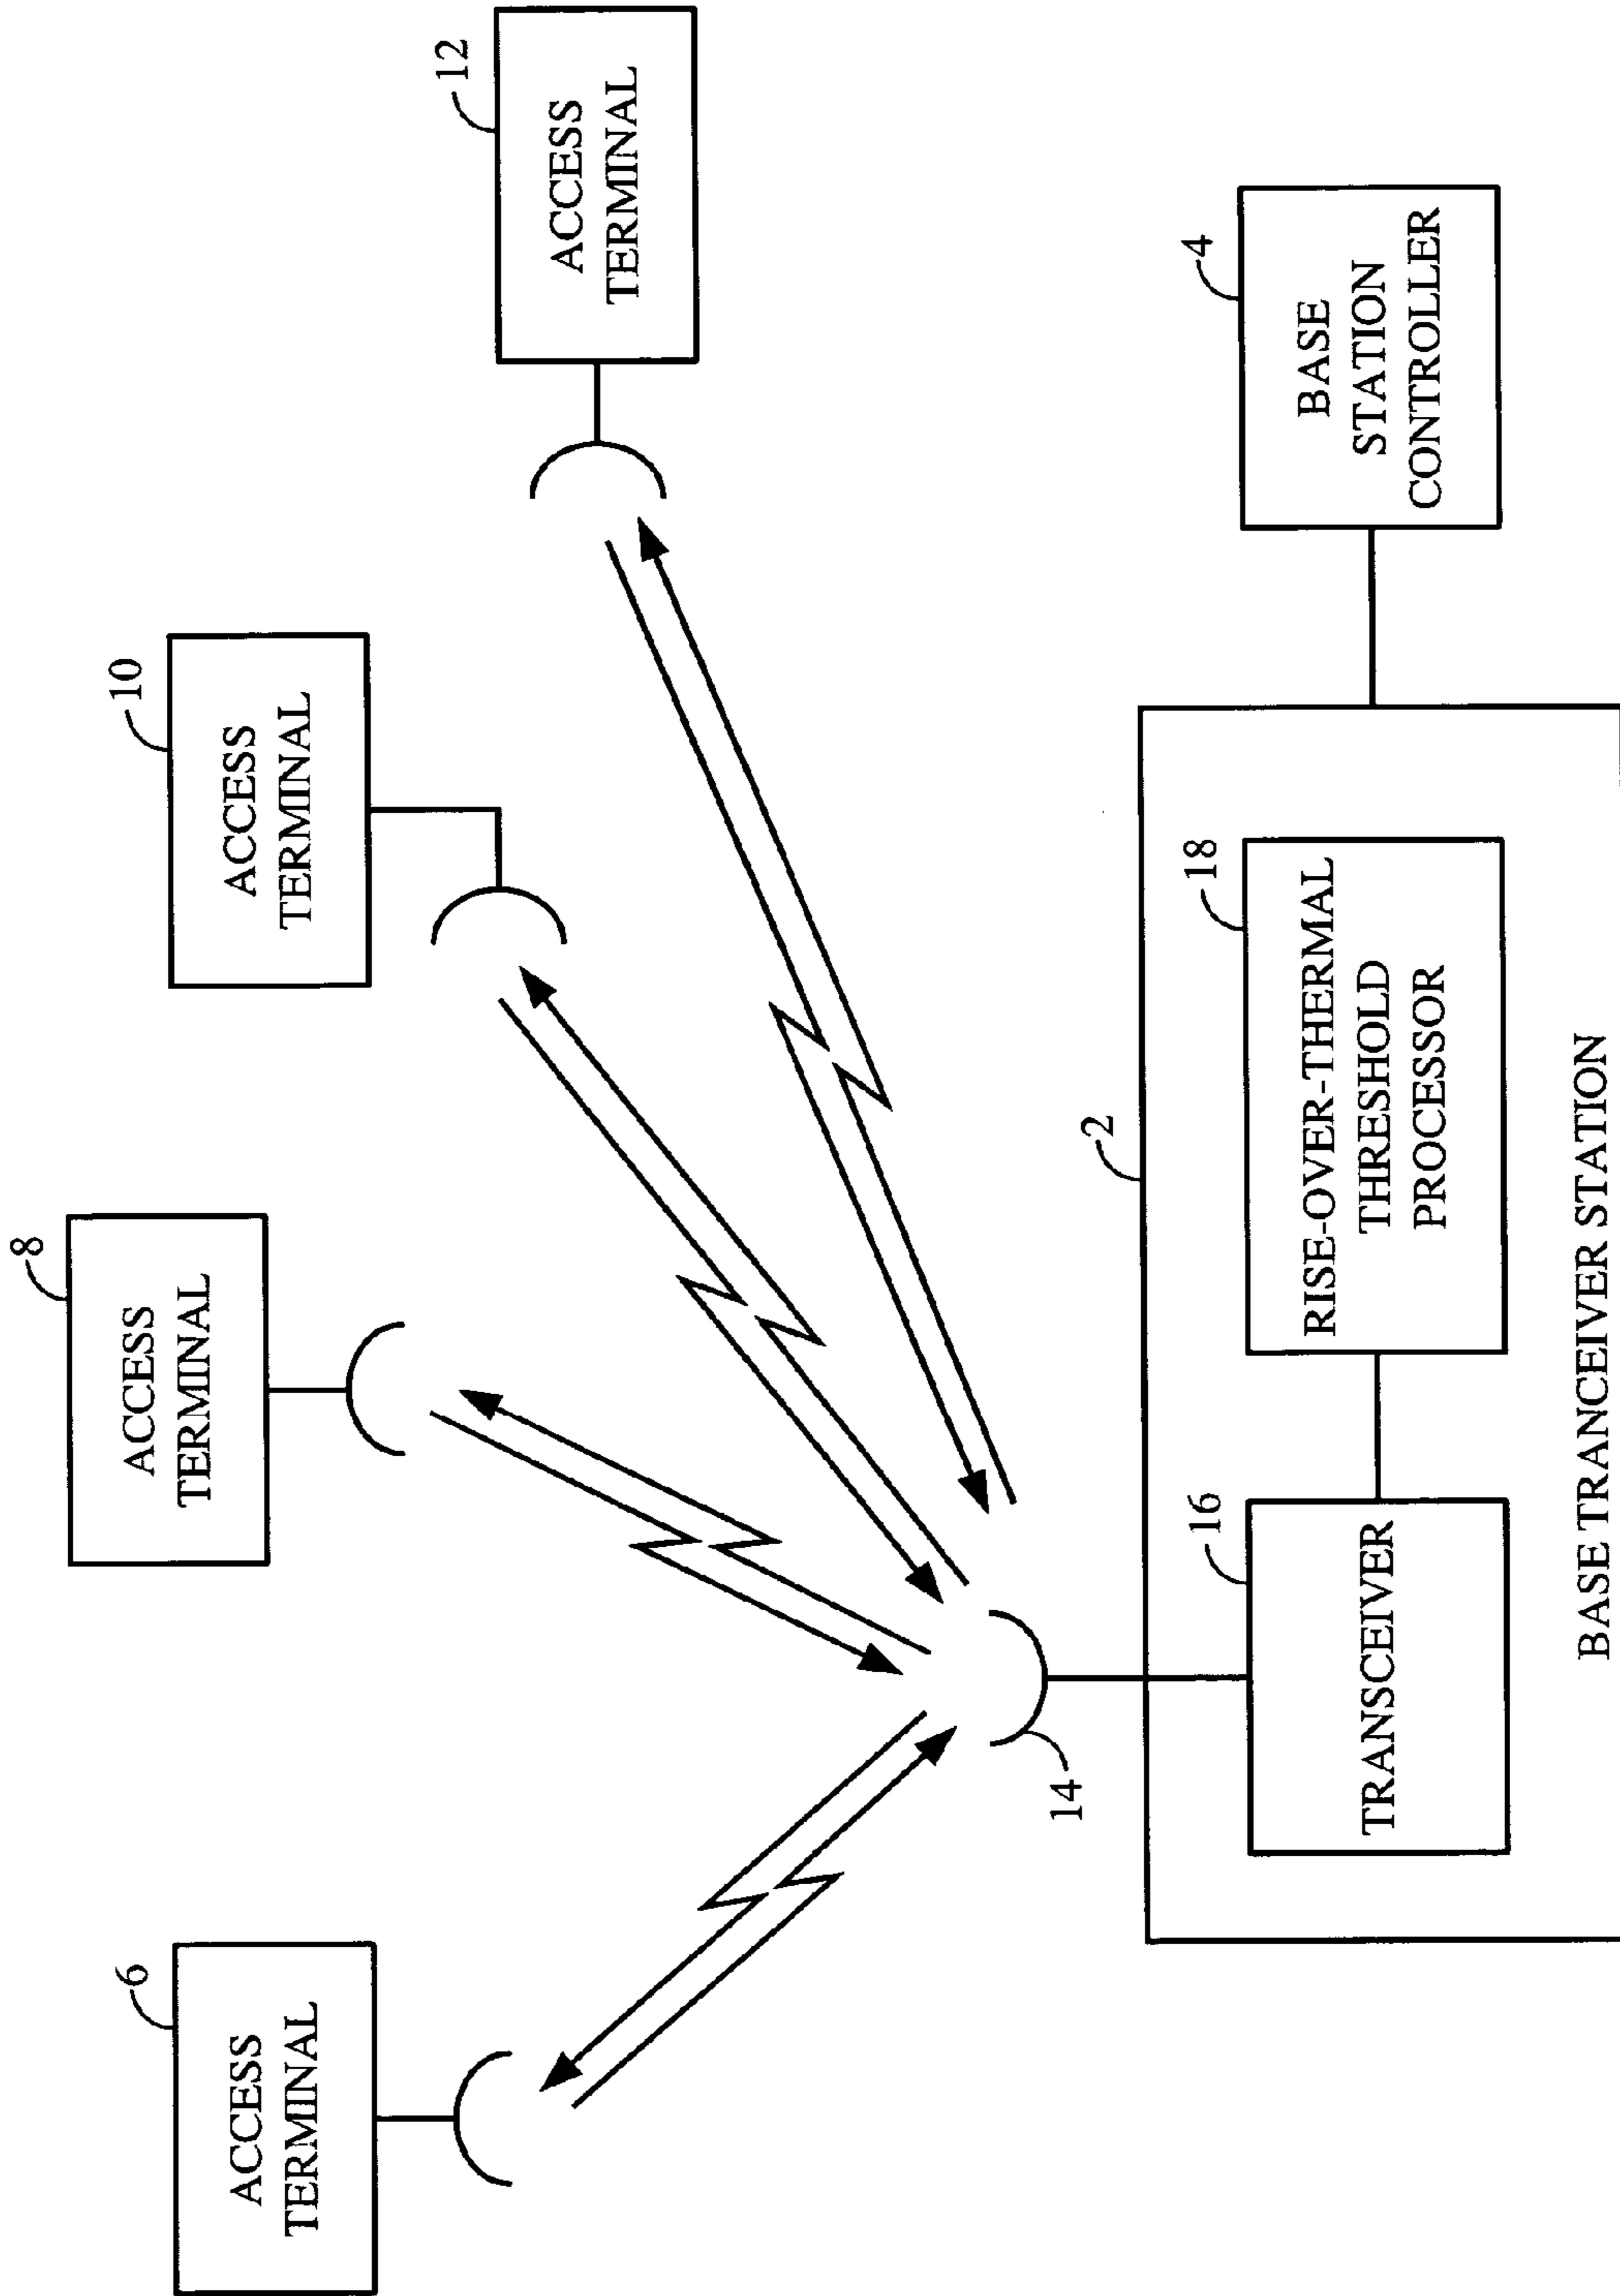 6
ACCESS
TERMINAL
8
ACCESS
TERMINAL
10
ACCESS
TERMINAL
12
ACCESS
TERMINAL
14
2
16
TRANSCEIVER
18
RISE-OVER-THERMAL
THRESHOLD
PROCESSOR
BASE TRANCEIVER STATION
4
BASE
STATION
CONTROLLER